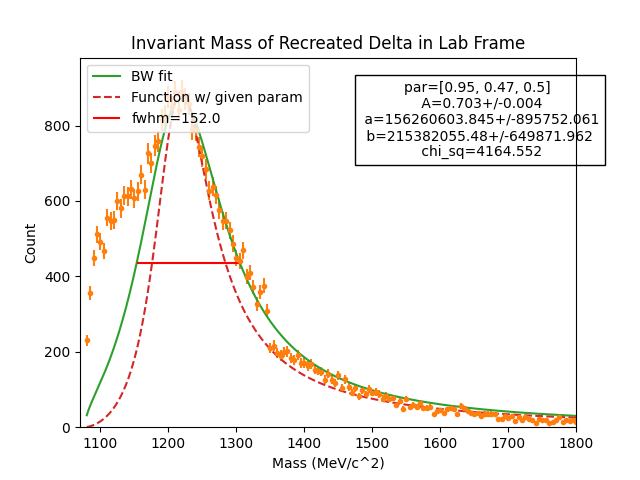 Invariant Mass of Recreated Delta in Lab Frame
BW fit
Function w/ given param
fwhm=152.0
par=[0.95, 0.47, 0.5]
A=0.703+/-0.004
a=156260603.845+/-895752.061
b=215382055.48+/-649871.962
chi_sq=4164.552
Count
800
600
400
200
0
1100 1200 1300 1400 1500 1600 1700 1800
Mass (MeV/c^2)